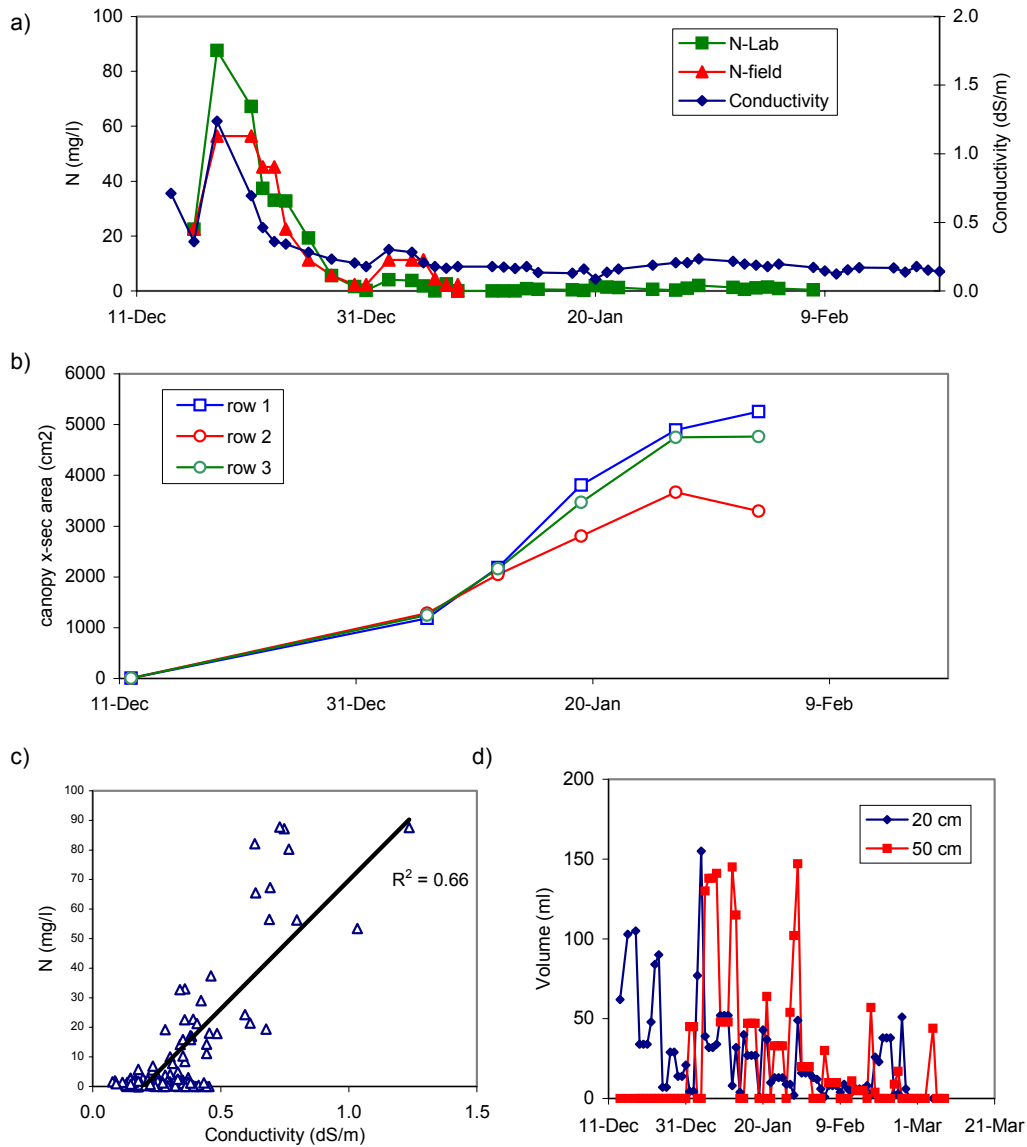 a)
100
80
60
40
20
0
N (mg/l)
2.0
1.5
1.0
0.5
0.0
Conductivity (dS/m)
N-Lab
N-field
Conductivity
11-Dec 31-Dec 20-Jan 9-Feb
b)
6000
5000
4000
3000
2000
1000
0
canopy x-sec area (cm2)
row 1
row 2
row 3
11-Dec 31-Dec 20-Jan 9-Feb
c)
100
90
80
70
60
50
40
30
20
10
0
N (mg/l)
R² = 0.66
0.0 0.5 1.0 1.5
Conductivity (dS/m)
d)
200
150
100
50
0
Volume (ml)
20 cm
50 cm
11-Dec 31-Dec 20-Jan 9-Feb 1-Mar 21-Mar